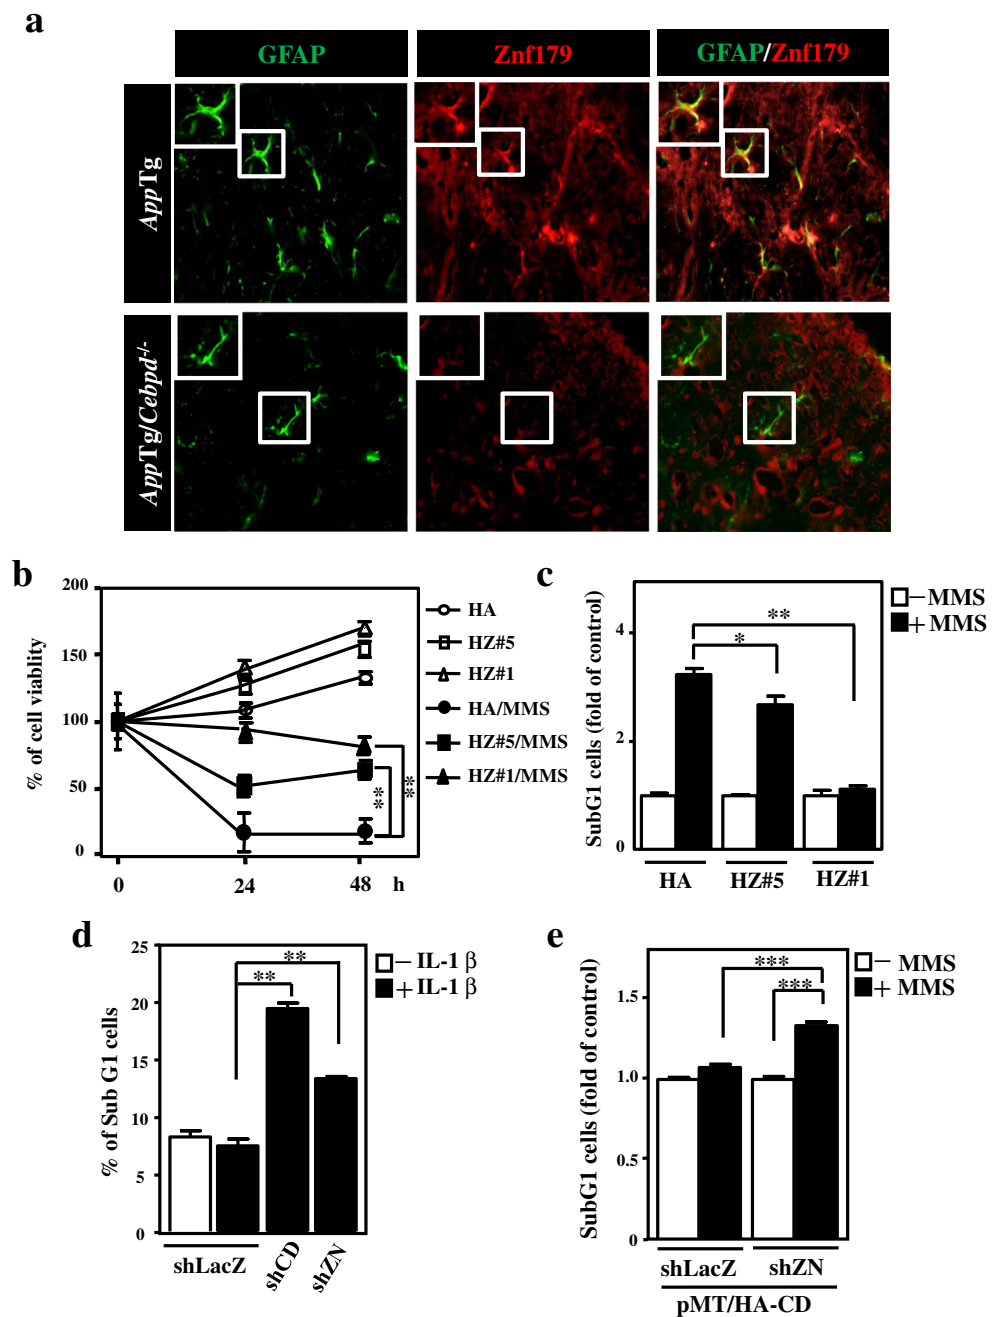 a
GFAP
Znf179
GFAP/Znf179
AppTg
AppTg/Cebpd-/-
b
200
150
100
50
0
% of cell viablity
0
24
48
h
HA
HZ#5
HZ#1
HA/MMS
HZ#5/MMS
HZ#1/MMS
**
**
c
SubG1 cells (fold of control)
4
2
0
**
*
− MMS
+ MMS
HA
HZ#5
HZ#1
d
% of Sub G1 cells
25
20
15
10
5
0
**
**
− IL-1 β
+ IL-1 β
shLacZ
shCD
shZN
e
SubG1 cells (fold of control)
1.5
1.0
0.5
0
***
***
− MMS
+ MMS
shLacZ
shZN
pMT/HA-CD